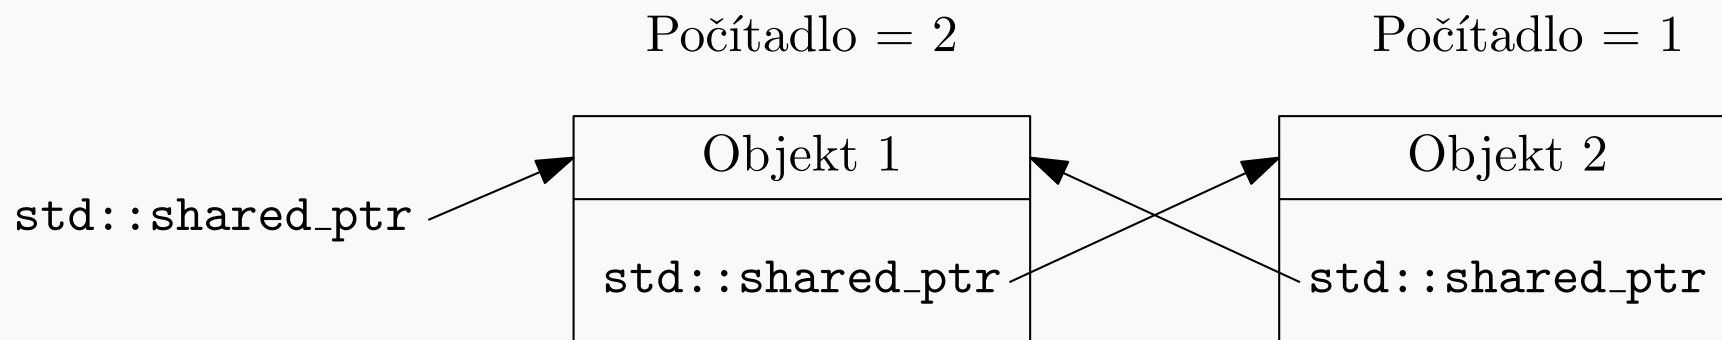 Počítadlo = 2
Počítadlo = 1
Objekt 1
Objekt 2
std::shared_ptr
std::shared_ptr
std::shared_ptr